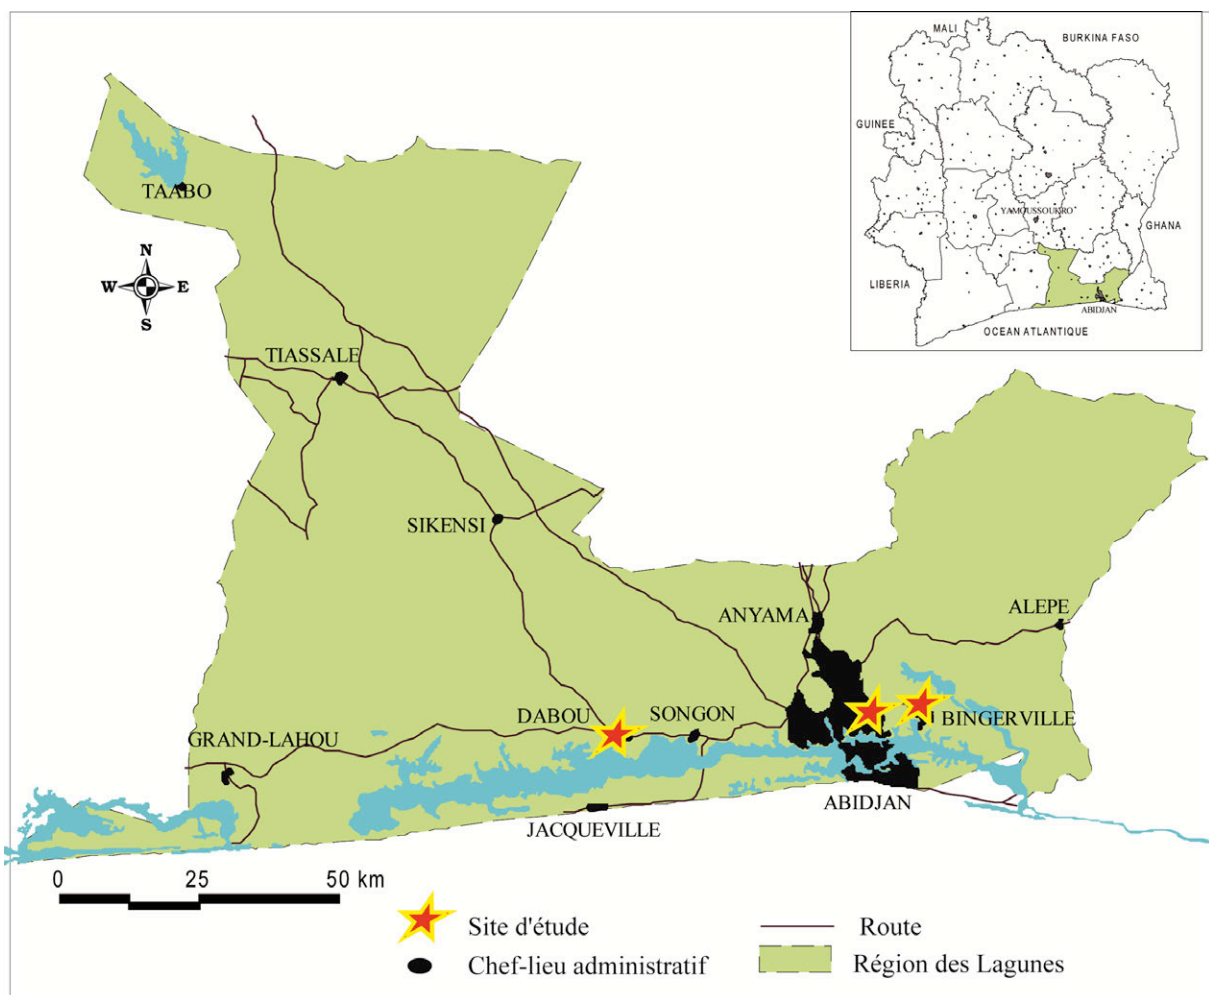 MALI
BURKINA FASO
GUINEE
YAMOUSSOUKRO
GHANA
LIBERIA
ABIDJAN
OCEAN ATLANTIQUE
TAABO
N
W E
S
TIASSALE
SIKENSI
ANYAMA
ALEPE
DABOU
SONGON
BINGERVILLE
GRAND-LAHOU
ABIDJAN
JACQUEVILLE
0 25 50 km
Site d'étude
Route
Chef-lieu administratif
Région des Lagunes